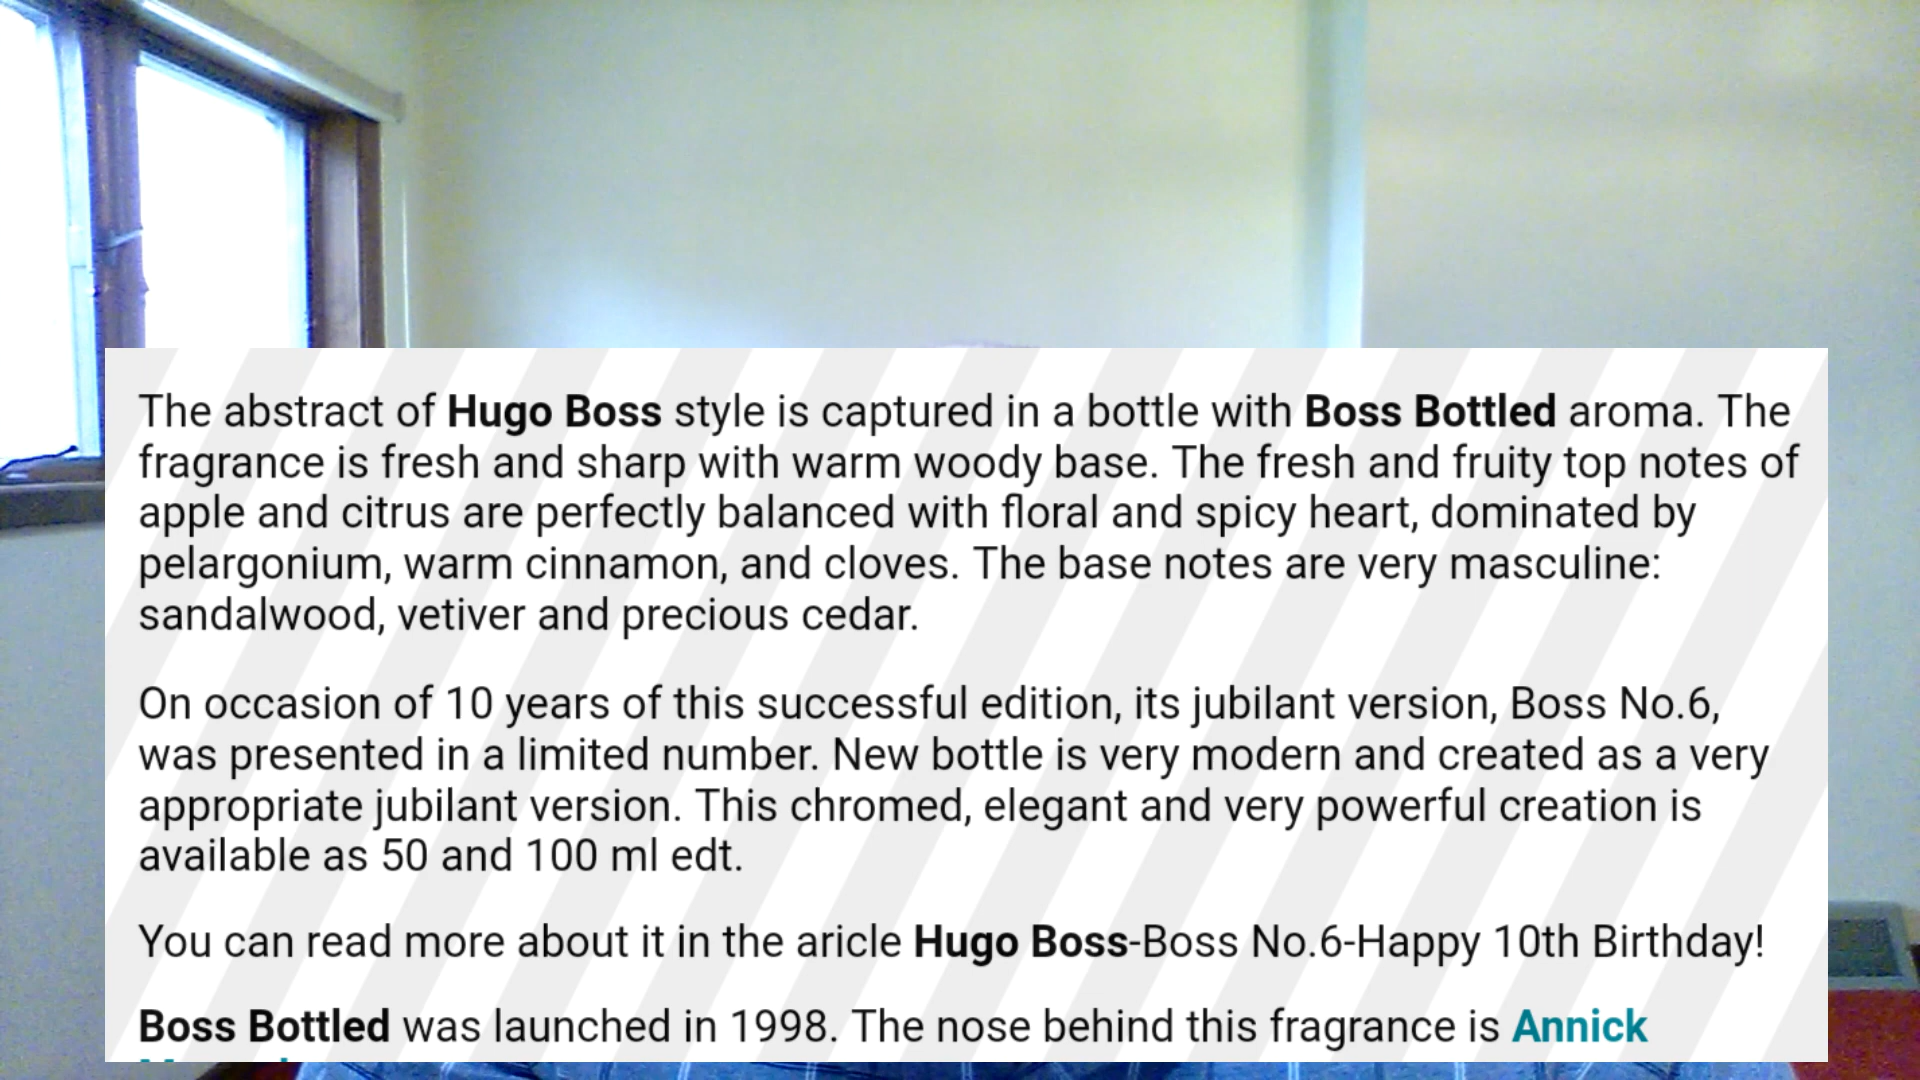 The abstract of Hugo Boss style is captured in a bottle with Boss Bottled aroma. The
fragrance is fresh and sharp with warm woody base. The fresh and fruity top notes of
apple and citrus are perfectly balanced with floral and spicy heart, dominated by
pelargonium, warm cinnamon, and cloves. The base notes are very masculine:
sandalwood, vetiver and precious cedar.
On occasion of 10 years of this successful edition, its jubilant version, Boss No.6,
was presented in a limited number. New bottle is very modern and created as a very
appropriate jubilant version. This chromed, elegant and very powerful creation is
available as 50 and 100 ml edt.
You can read more about it in the aricle Hugo Boss-Boss No.6-Happy 10th Birthday!
Boss Bottled was launched in 1998. The nose behind this fragrance is Annick